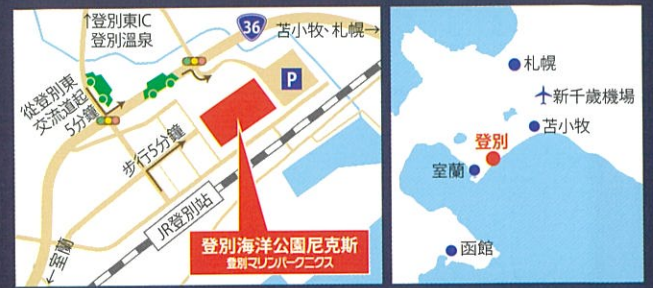 ↑登別東IC
登別溫泉
36
苫小牧、札幌→
從登別東
交流道起
5分鐘
P
步行5分鐘
JR登別站
←室蘭
登別海洋公園尼克斯
登別マリンパークニクス
札幌
新千歲機場
苫小牧
登別
室蘭
函館